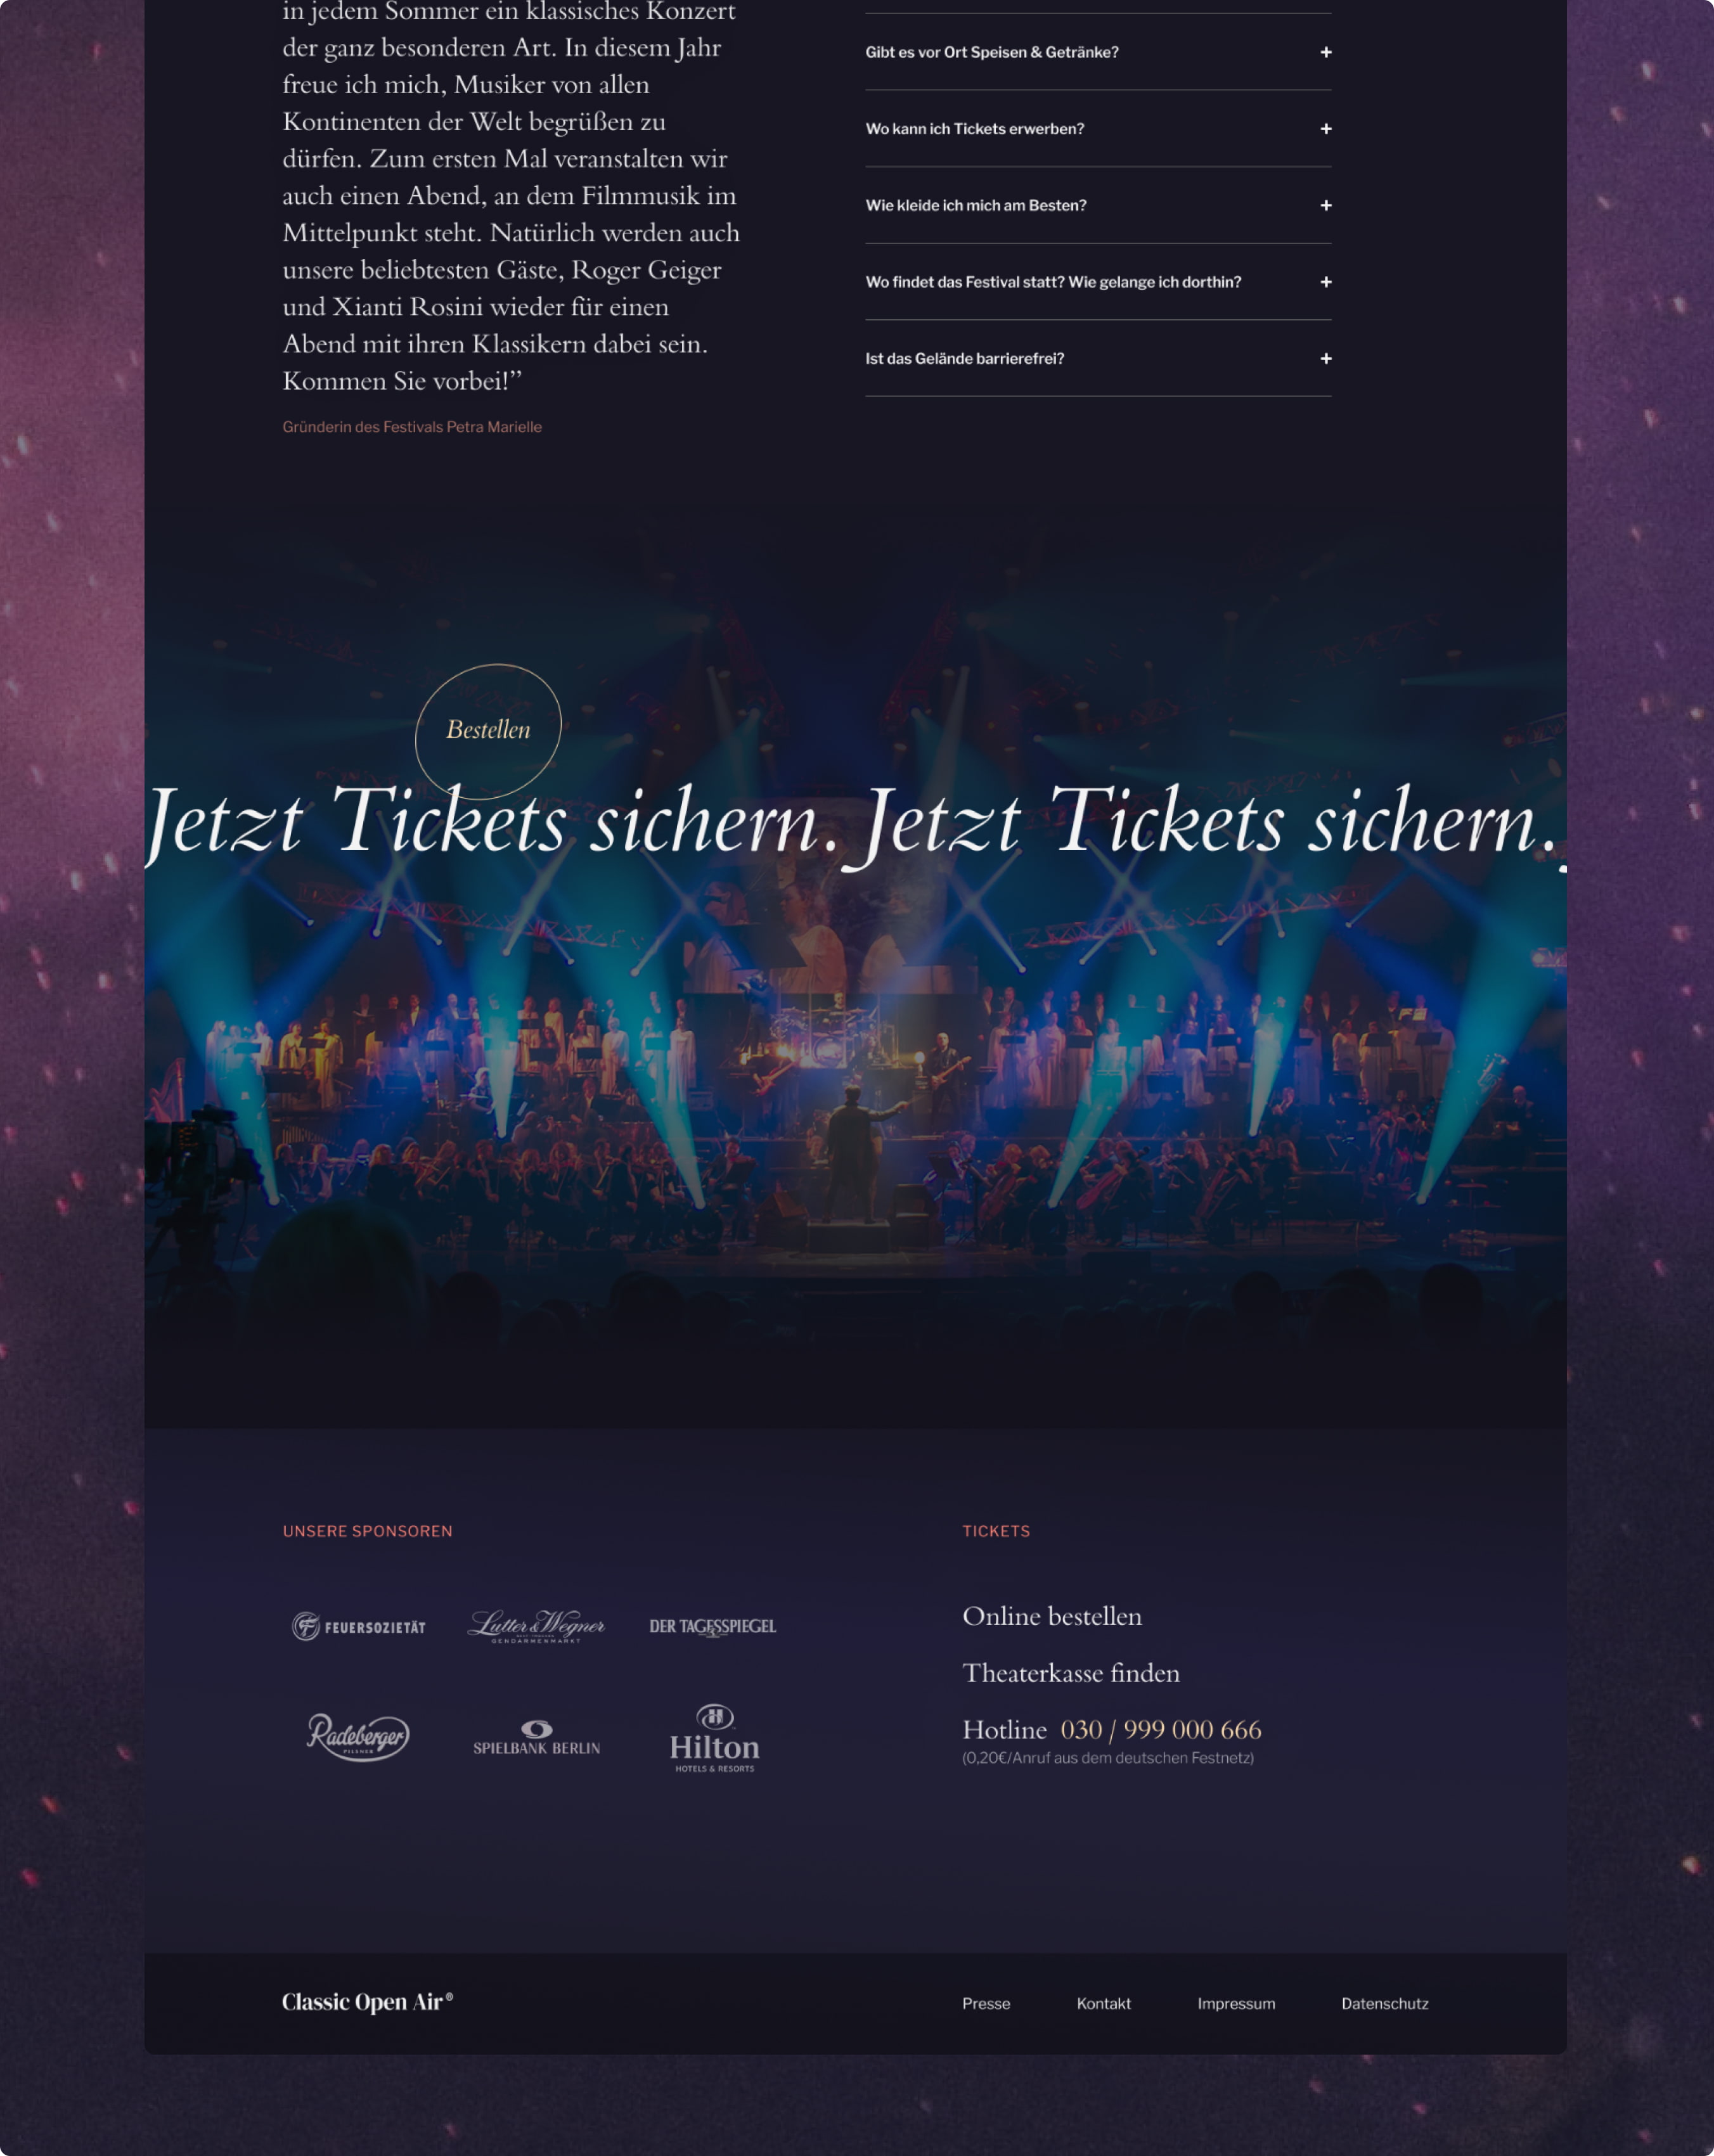 in jedem Sommer ein klassisches Konzert
der ganz besonderen Art. In diesem Jahr
freue ich mich, Musiker von allen
Kontinenten der Welt begrüßen zu
dürfen. Zum ersten Mal veranstalten wir
auch einen Abend, an dem Filmmusik im
Mittelpunkt steht. Natürlich werden auch
unsere beliebtesten Gäste, Roger Geiger
und Xianti Rosini wieder für einen
Abend mit ihren Klassikern dabei sein.
Kommen Sie vorbei!”
Gründerin des Festivals Petra Marielle
Gibt es vor Ort Speisen & Getränke? +
Wo kann ich Tickets erwerben? +
Wie kleide ich mich am Besten? +
Wo findet das Festival statt? Wie gelange ich dorthin? +
Ist das Gelände barrierefrei? +
Bestellen
Jetzt Tickets sichern. Jetzt Tickets sichern.
UNSERE SPONSOREN
FEUERSOZIETÄT
Lutter & Wegner
GENDARMENMARKT
DER TAGESSPIEGEL
Radeberger
PILSNER
SPIELBANK BERLIN
Hilton
HOTELS & RESORTS
TICKETS
Online bestellen
Theaterkasse finden
Hotline 030 / 999 000 666
(0,20€/Anruf aus dem deutschen Festnetz)
Classic Open Air®
Presse Kontakt Impressum Datenschutz